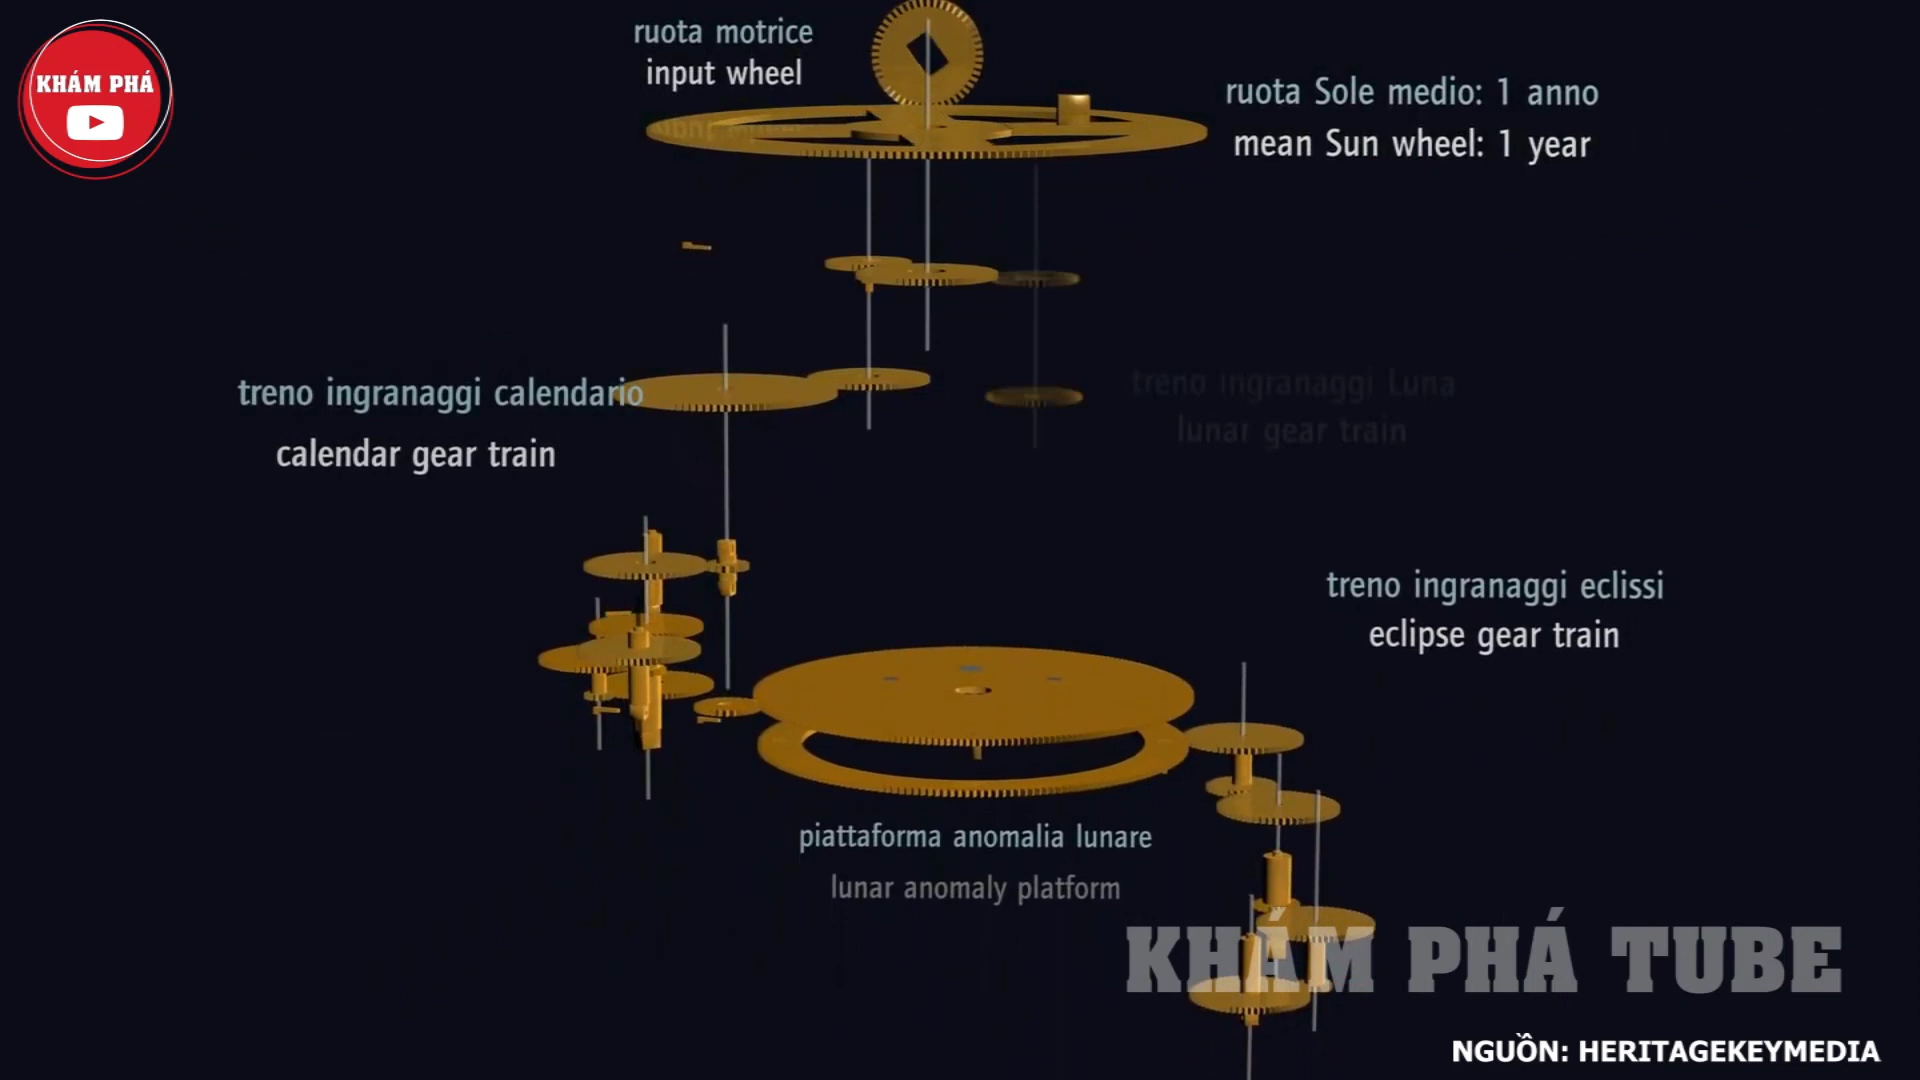 KHÁM PHÁ
ruota motrice
input wheel
ruota Sole medio: 1 anno
mean Sun wheel: 1 year
treno ingranaggi calendario
calendar gear train
treno ingranaggi Luna
lunar gear train
treno ingranaggi eclissi
eclipse gear train
piattaforma anomalia lunare
lunar anomaly platform
KHÁM PHÁ TUBE
NGUỒN: HERITAGEKEYMEDIA